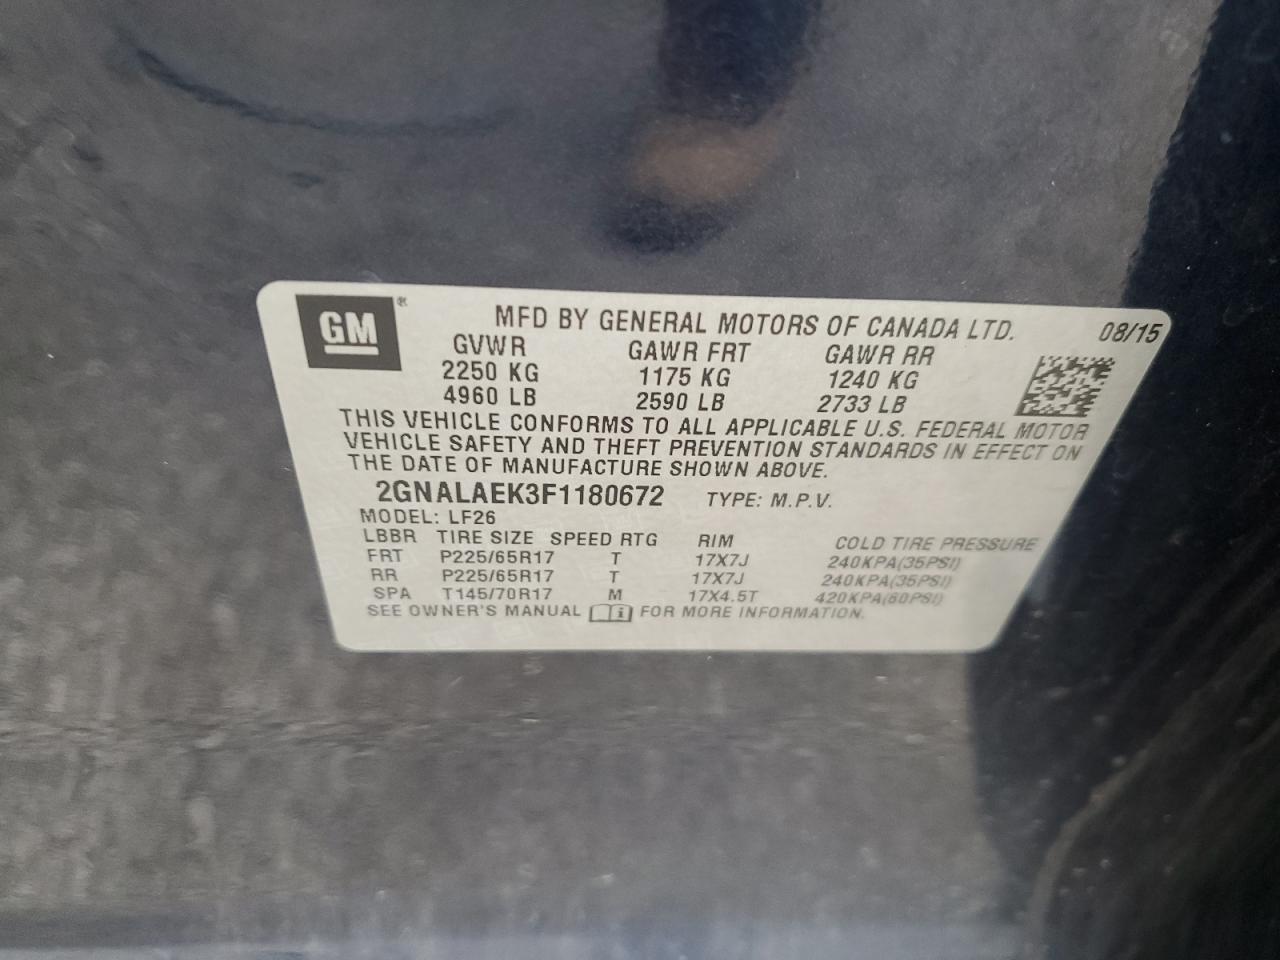 GM ®
MFD BY GENERAL MOTORS OF CANADA LTD. 08/15
GVWR GAWR FRT GAWR RR
2250 KG 1175 KG 1240 KG
4960 LB 2590 LB 2733 LB
THIS VEHICLE CONFORMS TO ALL APPLICABLE U.S. FEDERAL MOTOR
VEHICLE SAFETY AND THEFT PREVENTION STANDARDS IN EFFECT ON
THE DATE OF MANUFACTURE SHOWN ABOVE.
2GNALAEK3F1180672 TYPE: M.P.V.
MODEL: LF26
LBBR TIRE SIZE SPEED RTG RIM COLD TIRE PRESSURE
FRT P225/65R17 T 17X7J 240KPA(35PSI)
RR P225/65R17 T 17X7J 240KPA(35PSI)
SPA T145/70R17 M 17X4.5T 420KPA(60PSI)
SEE OWNER'S MANUAL i FOR MORE INFORMATION.